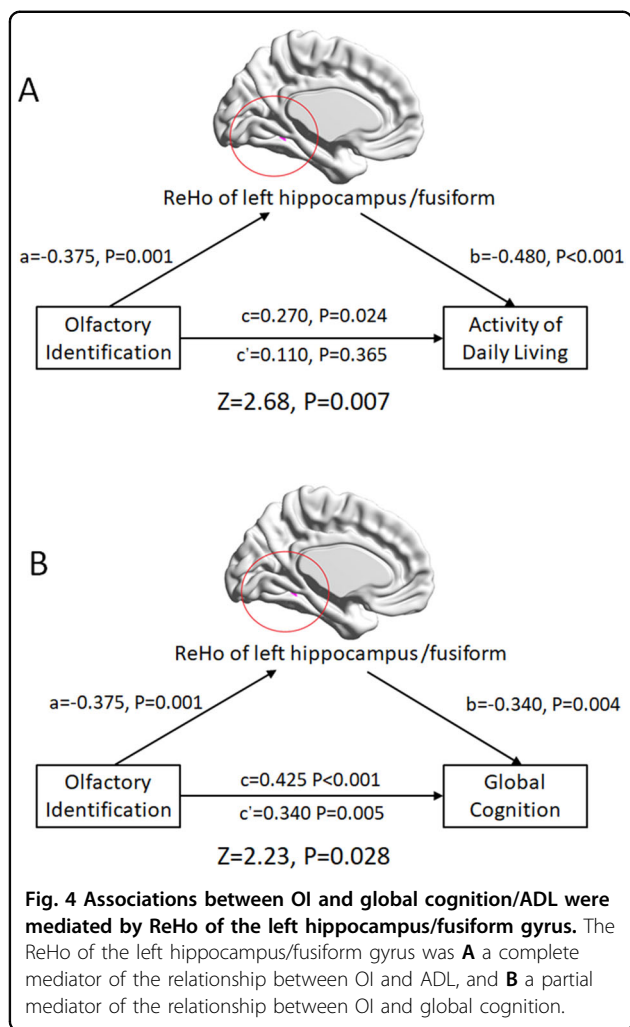 A
ReHo of left hippocampus/fusiform
a=-0.375, P=0.001
b=-0.480, P<0.001
Olfactory
Identification
c=0.270, P=0.024
c'=0.110, P=0.365
Activity of
Daily Living
Z=2.68, P=0.007
B
ReHo of left hippocampus/fusiform
a=-0.375, P=0.001
b=-0.340, P=0.004
Olfactory
Identification
c=0.425 P<0.001
c'=0.340 P=0.005
Global
Cognition
Z=2.23, P=0.028
Fig. 4 Associations between OI and global cognition/ADL were
mediated by ReHo of the left hippocampus/fusiform gyrus. The
ReHo of the left hippocampus/fusiform gyrus was A a complete
mediator of the relationship between OI and ADL, and B a partial
mediator of the relationship between OI and global cognition.